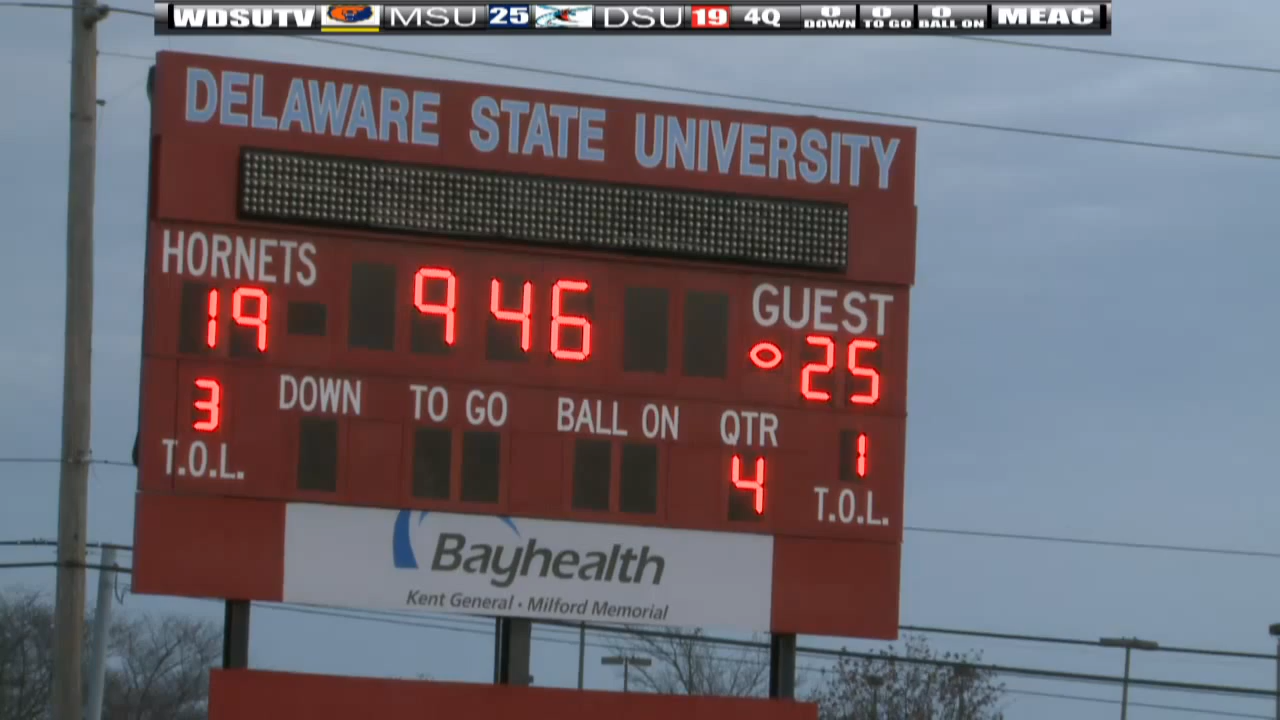 WDSUTV MSU 25 DSU 19 4Q 0 DOWN 0 TO GO 0 BALL ON MEAC
DELAWARE STATE UNIVERSITY
HORNETS
19 9 46 GUEST
25
3 DOWN TO GO BALL ON QTR 1
T.O.L. 4 T.O.L.
Bayhealth
Kent General • Milford Memorial